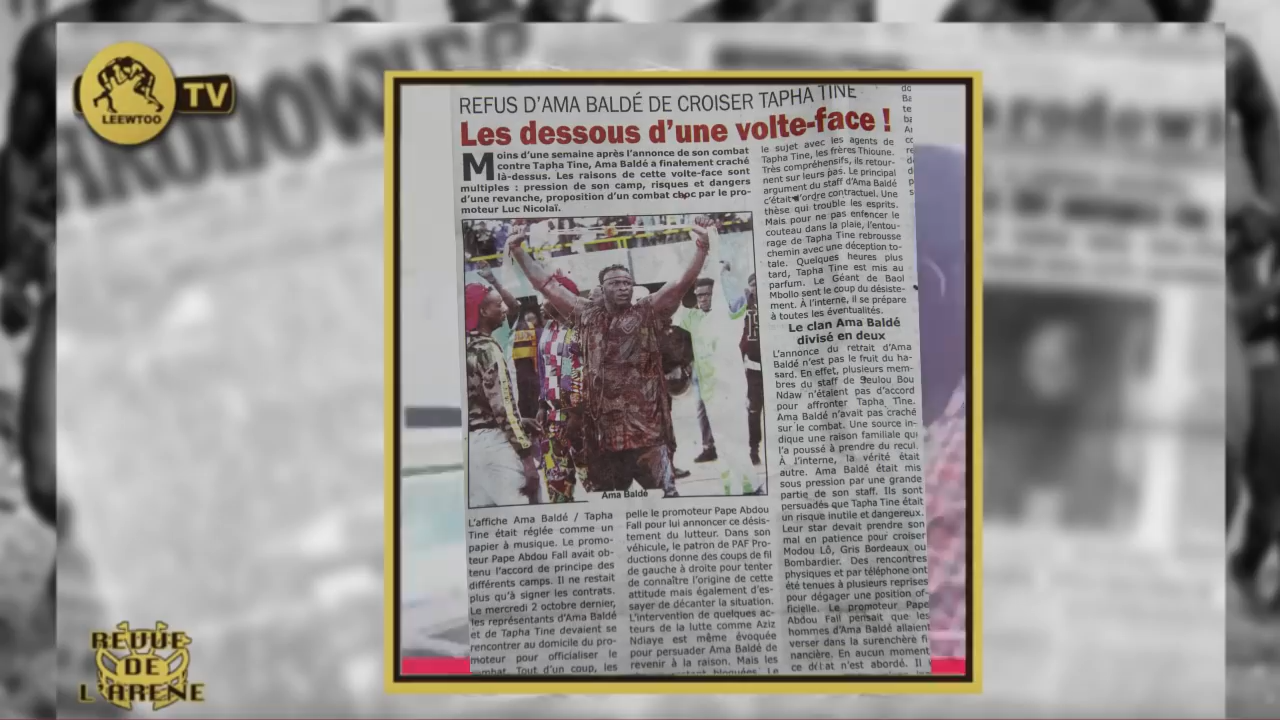 LEEWTOO
TV
REFUS D'AMA BALDÉ DE CROISER TAPHA TINE
Les dessous d'une volte-face !
Moins d'une semaine après l'annonce de son combat
contre Tapha Tine, Ama Baldé a finalement craché
là-dessus. Les raisons de cette volte-face sont
multiples : pression de son camp, risques et dangers
d'une revanche, proposition d'un combat choc par le pro-
moteur Luc Nicolaï.
Ama Baldé
L'affiche Ama Baldé / Tapha
Tine était réglée comme un
papier à musique. Le promo-
teur Pape Abdou Fall avait ob-
tenu l'accord de principe des
différents camps. Il ne restait
plus qu'à signer les contrats.
Le mercredi 2 octobre dernier,
les représentants d'Ama Baldé
et de Tapha Tine devaient se
rencontrer au domicile du pro-
moteur pour officialiser le
combat. Tout d'un coup, les
pelle le promoteur Pape Abdou
Fall pour lui annoncer ce désis-
tement du lutteur. Dans son
véhicule, le patron de PAF Pro-
ductions donne des coups de fil
de gauche à droite pour tenter
de connaître l'origine de cette
attitude mais également d'es-
sayer de décanter la situation.
L'intervention de quelques ac-
teurs de la lutte comme Aziz
Ndiaye est même évoquée
pour persuader Ama Baldé de
revenir à la raison. Mais les
bloquées. Le
le sujet avec les agents de
Tapha Tine, les frères Thioune.
Très compréhensifs, ils retour-
nent sur leurs pas. Le principal
argument du staff d'Ama Baldé
c'était d'ordre contractuel. Une
thèse qui trouble les esprits.
Mais pour ne pas enfoncer le
couteau dans la plaie, l'entou-
rage de Tapha Tine rebrousse
chemin avec une déception to-
tale. Quelques heures plus
tard, Tapha Tine est mis au
parfum. Le Géant de Baol
Mbollo sent le coup du désiste-
ment. À l'interne, il se prépare
à toutes les éventualités.
Le clan Ama Baldé
divisé en deux
L'annonce du retrait d'Ama
Baldé n'est pas le fruit du ha-
sard. En effet, plusieurs mem-
bres du staff de Seulou Bou
Ndaw n'étaient pas d'accord
pour affronter Tapha Tine.
Ama Baldé n'avait pas craché
sur le combat. Une source in-
dique une raison familiale qui
l'a poussé à prendre du recul.
À l'interne, la vérité était
autre. Ama Baldé était mis
sous pression par une grande
partie de son staff. Ils sont
persuadés que Tapha Tine était
un risque inutile et dangereux.
Leur star devait prendre son
mal en patience pour croiser
Modou Lô, Gris Bordeaux ou
Bombardier. Des rencontres
physiques et par téléphone ont
été tenues à plusieurs reprises
pour dégager une position of-
ficielle. Le promoteur Pape
Abdou Fall pensait que les
hommes d'Ama Baldé allaient
verser dans la surenchère fi
nancière. En aucun moment
ce débat n'est abordé. Il
REVUE
DE
L'ARENE